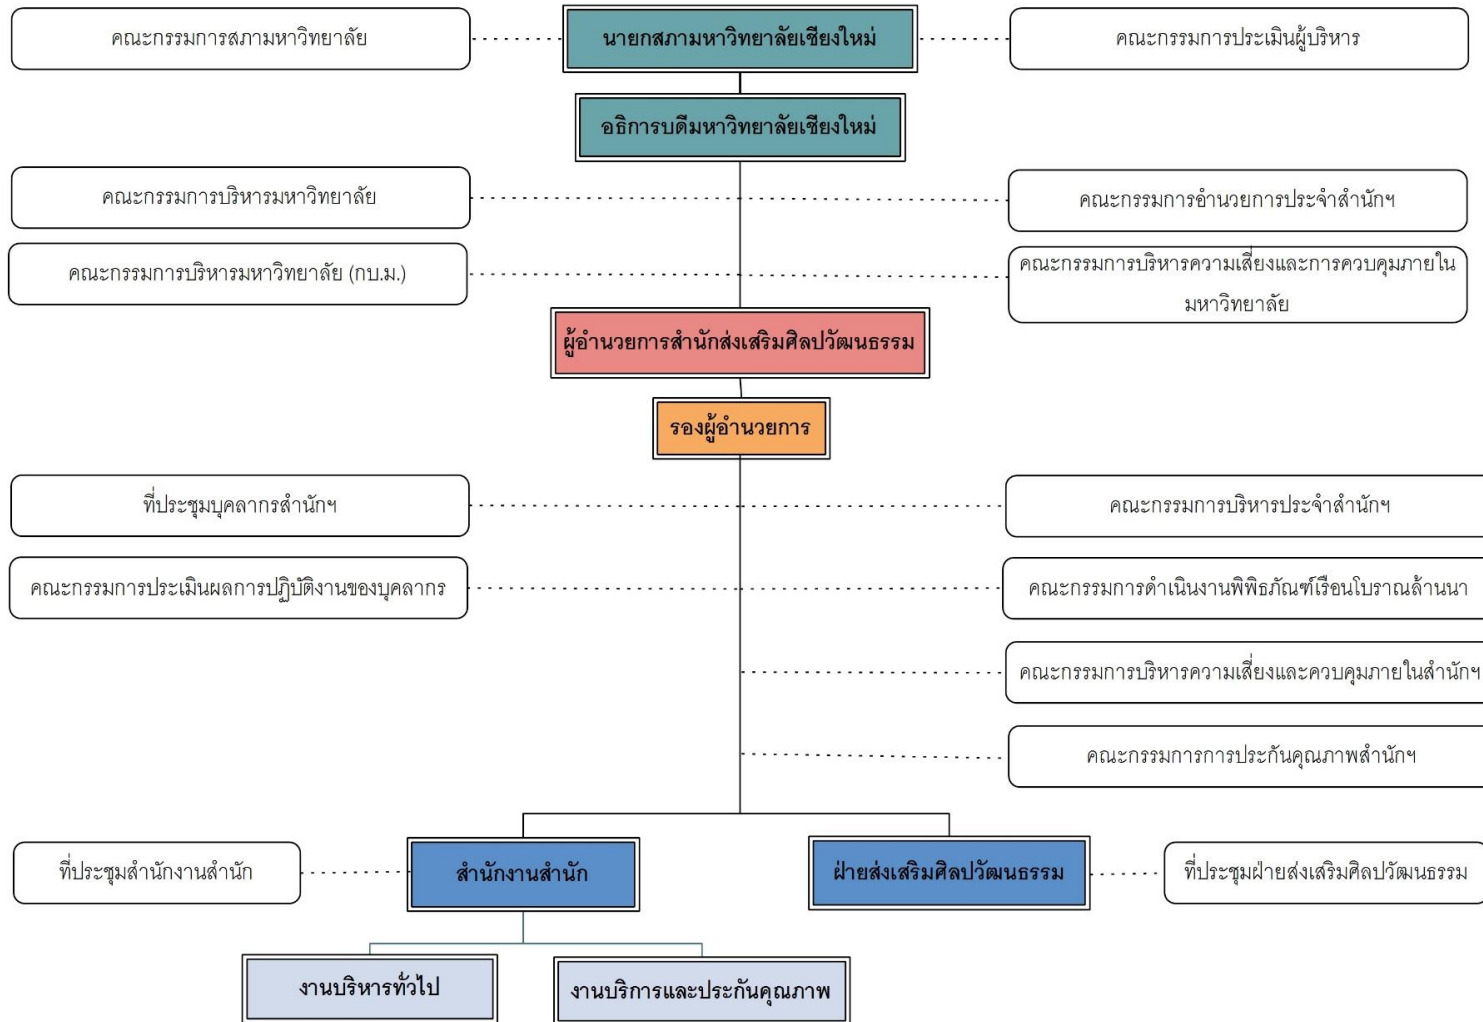 คณะกรรมการสภามหาวิทยาลัย
นายกสภามหาวิทยาลัยเชียงใหม่
คณะกรรมการประเมินผู้บริหาร
อธิการบดีมหาวิทยาลัยเชียงใหม่
คณะกรรมการบริหารมหาวิทยาลัย
คณะกรรมการอำนวยการประจำสำนักฯ
คณะกรรมการบริหารมหาวิทยาลัย (กบ.ม.)
คณะกรรมการบริหารความเสี่ยงและการควบคุมภายใน
มหาวิทยาลัย
ผู้อำนวยการสำนักส่งเสริมศิลปวัฒนธรรม
รองผู้อำนวยการ
ที่ประชุมบุคลากรสำนักฯ
คณะกรรมการบริหารประจำสำนักฯ
คณะกรรมการประเมินผลการปฏิบัติงานของบุคลากร
คณะกรรมการดำเนินงานพิพิธภัณฑ์เรือนโบราณล้านนา
คณะกรรมการบริหารความเสี่ยงและควบคุมภายในสำนักฯ
คณะกรรมการการประกันคุณภาพสำนักฯ
ที่ประชุมสำนักงานสำนัก
สำนักงานสำนัก
ฝ่ายส่งเสริมศิลปวัฒนธรรม
ที่ประชุมฝ่ายส่งเสริมศิลปวัฒนธรรม
งานบริหารทั่วไป
งานบริการและประกันคุณภาพ